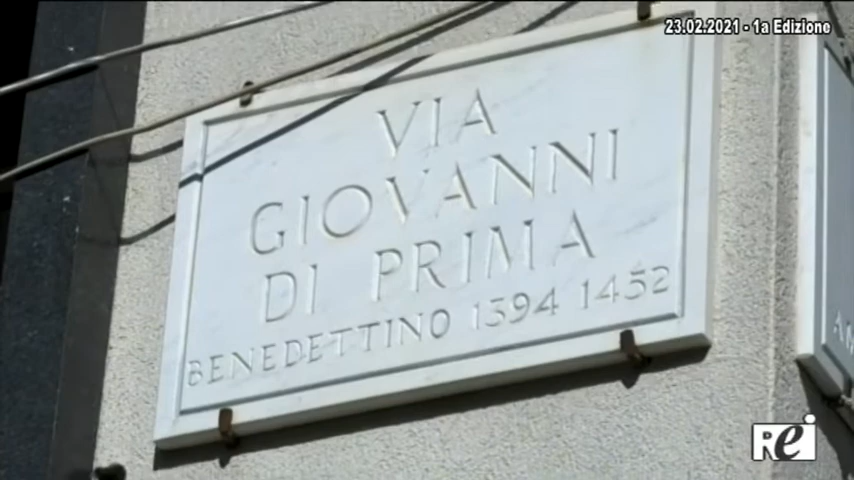 23.02.2021 - 1a Edizione
VIA
GIOVANNI
DI PRIMA
BENEDETTINO 1394 1452
Rei